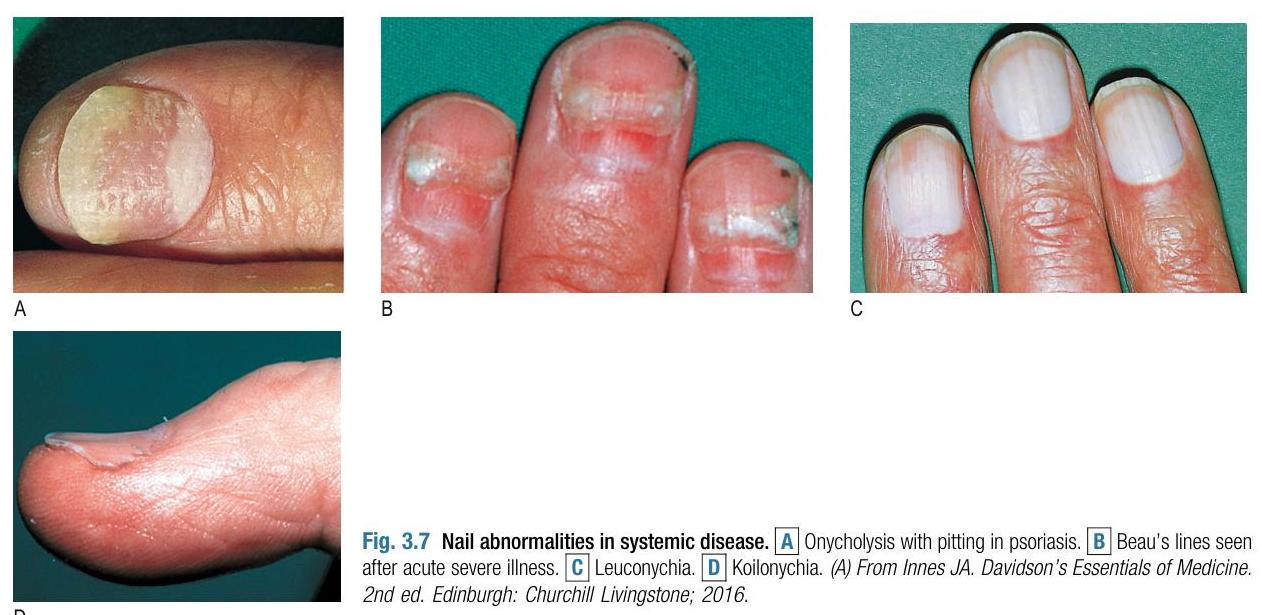 A
B
C
D
Fig. 3.7 Nail abnormalities in systemic disease. A Onycholysis with pitting in psoriasis. B Beau's lines seen
after acute severe illness. C Leuconychia. D Koilonychia. (A) From Innes JA. Davidson's Essentials of Medicine.
2nd ed. Edinburgh: Churchill Livingstone; 2016.